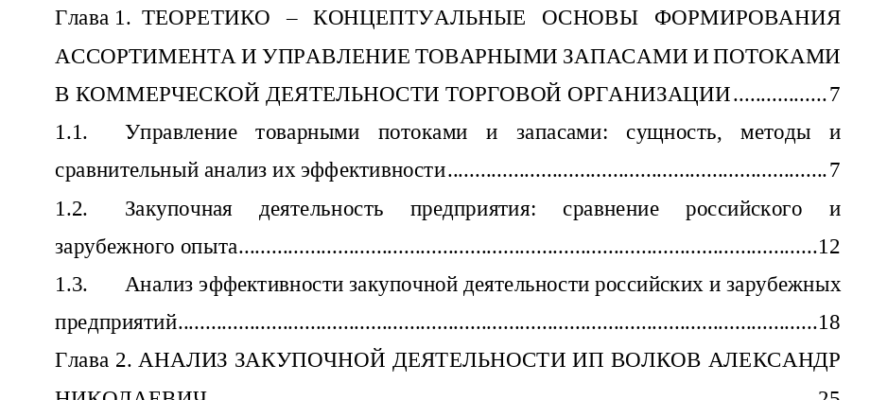 Глава 1. ТЕОРЕТИКО – КОНЦЕПТУАЛЬНЫЕ ОСНОВЫ ФОРМИРОВАНИЯ
АССОРТИМЕНТА И УПРАВЛЕНИЕ ТОВАРНЫМИ ЗАПАСАМИ И ПОТОКАМИ
В КОММЕРЧЕСКОЙ ДЕЯТЕЛЬНОСТИ ТОРГОВОЙ ОРГАНИЗАЦИИ.................7
1.1. Управление товарными потоками и запасами: сущность, методы и
сравнительный анализ их эффективности.....................................................................7
1.2. Закупочная деятельность предприятия: сравнение российского и
зарубежного опыта.........................................................................................................12
1.3. Анализ эффективности закупочной деятельности российских и зарубежных
предприятий....................................................................................................................18
Глава 2. АНАЛИЗ ЗАКУПОЧНОЙ ДЕЯТЕЛЬНОСТИ ИП ВОЛКОВ АЛЕКСАНДР
НИКОЛАЕВИЧ 25